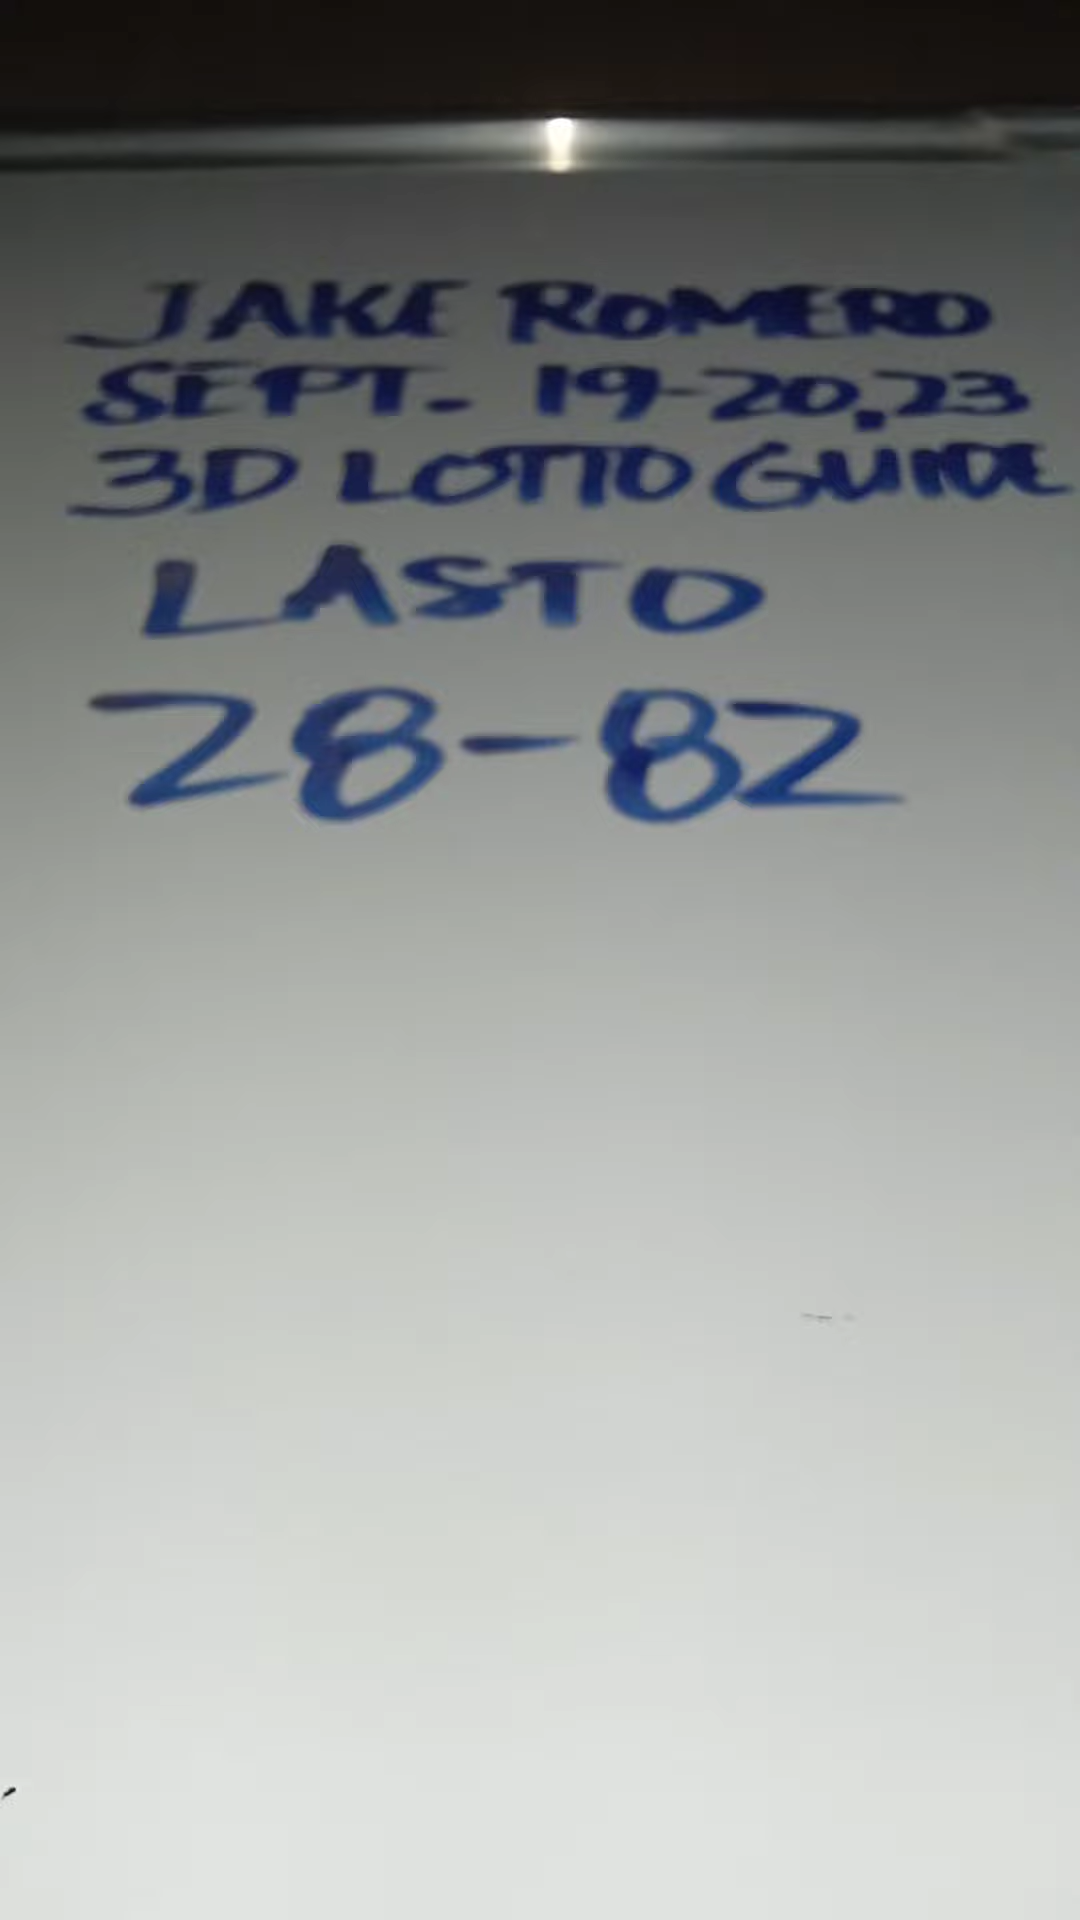 JAKE ROMERO
SEPT. 19-20,23
3D LOTTO GUIDE
LASTO
28-82